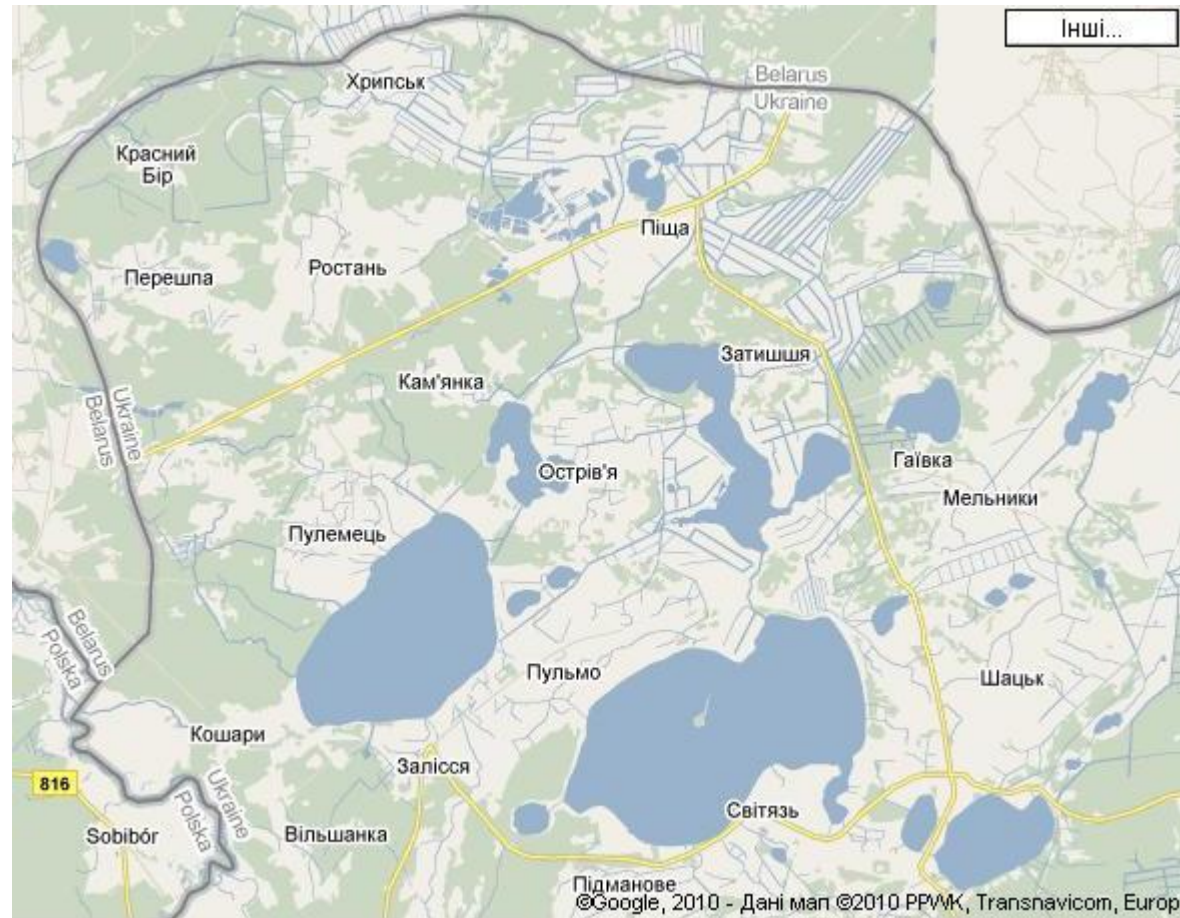 Інші...
Хрипськ
Belarus
Ukraine
Красний
Бір
Піща
Перешпа
Ростань
Затишшя
Кам'янка
Ukraine
Belarus
Гаївка
Острів'я
Мельники
Пулемець
Belarus
Polska
Пульмо
Шацьк
Кошари
Залісся
816
Ukraine
Polska
Світязь
Sobibór
Вільшанка
Підманове
©Google, 2010 - Дані мап ©2010 PPWK, Transnavicom, Europ